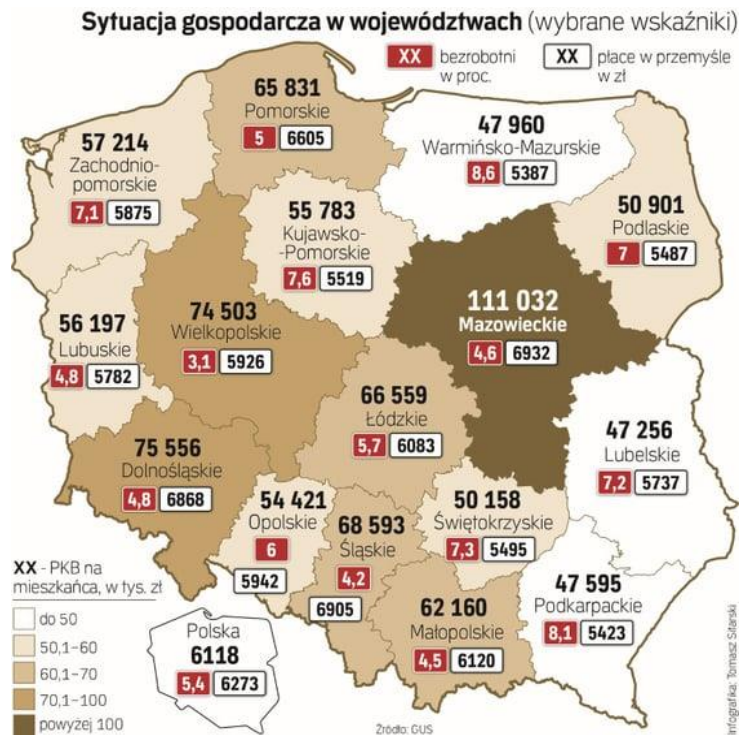 Sytuacja gospodarcza w województwach (wybrane wskaźniki)
XX bezrobotni w proc.
XX płace w przemyśle w zł
65 831
Pomorskie
5 6605
57 214
Zachodnio-
pomorskie
7,1 5875
47 960
Warmińsko-Mazurskie
8,6 5387
55 783
Kujawsko-
-Pomorskie
7,6 5519
50 901
Podlaskie
7 5487
111 032
Mazowieckie
4,6 6932
74 503
Wielkopolskie
3,1 5926
56 197
Lubuskie
4,8 5782
66 559
Łódzkie
5,7 6083
47 256
Lubelskie
7,2 5737
75 556
Dolnośląskie
4,8 6868
54 421
Opolskie
6
5942
68 593
Śląskie
4,2
6905
50 158
Świętokrzyskie
7,3 5495
47 595
Podkarpackie
8,1 5423
62 160
Małopolskie
4,5 6120
XX - PKB na
mieszkańca, w tys. zł
do 50
50,1–60
60,1–70
70,1–100
powyżej 100
Polska
6118
5,4 6273
Źródło: GUS
Infografika: Tomasz Sitarski